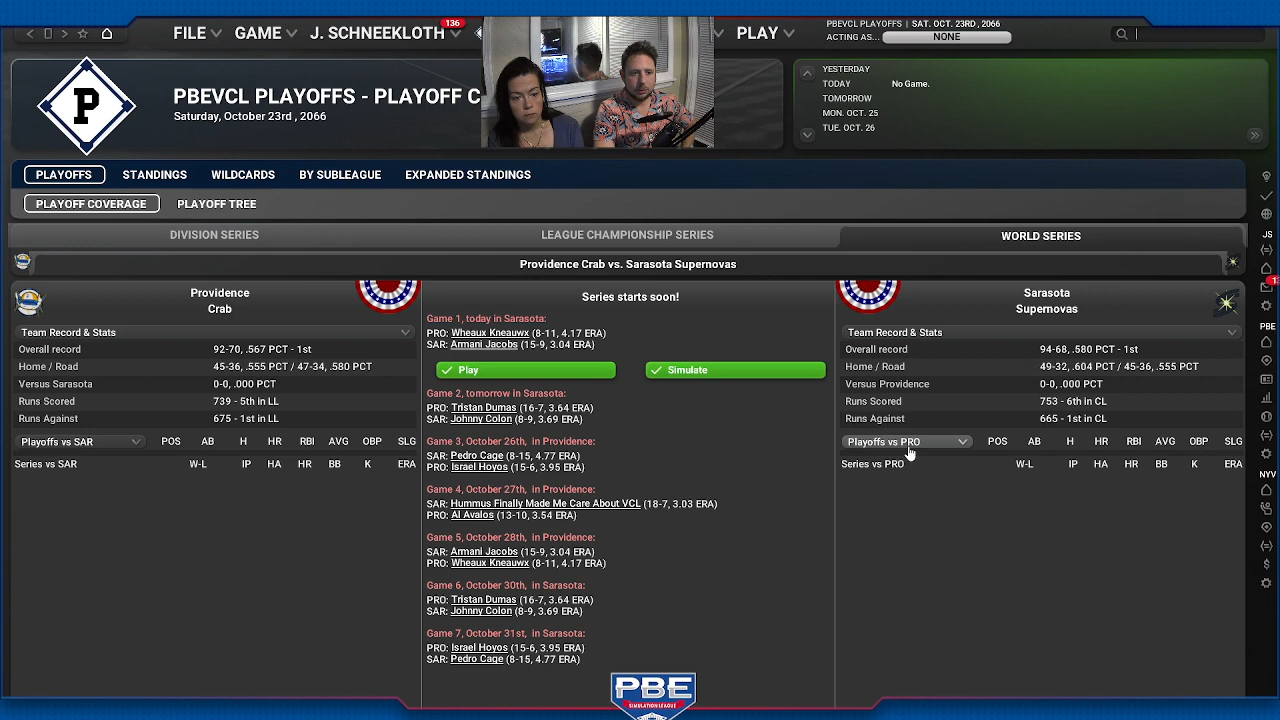 FILE
GAME
J. SCHNEEKLOTH
136
PLAY
PBEVCL PLAYOFFS | SAT. OCT. 23RD, 2066
ACTING AS...
NONE
P
PBEVCL PLAYOFFS - PLAYOFF C
Saturday, October 23rd, 2066
YESTERDAY
TODAY No Game.
TOMORROW
MON. OCT. 25
TUE. OCT. 26
PLAYOFFS STANDINGS WILDCARDS BY SUBLEAGUE EXPANDED STANDINGS
PLAYOFF COVERAGE PLAYOFF TREE
DIVISION SERIES LEAGUE CHAMPIONSHIP SERIES WORLD SERIES
Providence Crab vs. Sarasota Supernovas
Providence
Crab
Team Record & Stats
Overall record 92-70, .567 PCT - 1st
Home / Road 45-36, .555 PCT / 47-34, .580 PCT
Versus Sarasota 0-0, .000 PCT
Runs Scored 739 - 5th in LL
Runs Against 675 - 1st in LL
Playoffs vs SAR POS AB H HR RBI AVG OBP SLG
Series vs SAR W-L IP HA HR BB K ERA
Series starts soon!
Game 1, today in Sarasota:
PRO: Wheaux Kneauwx (8-11, 4.17 ERA)
SAR: Armani Jacobs (15-9, 3.04 ERA)
Play Simulate
Game 2, tomorrow in Sarasota:
PRO: Tristan Dumas (16-7, 3.64 ERA)
SAR: Johnny Colon (8-9, 3.69 ERA)
Game 3, October 26th, in Providence:
SAR: Pedro Cage (8-15, 4.77 ERA)
PRO: Israel Hoyos (15-6, 3.95 ERA)
Game 4, October 27th, in Providence:
SAR: Hummus Finally Made Me Care About VCL (18-7, 3.03 ERA)
PRO: Al Avalos (13-10, 3.54 ERA)
Game 5, October 28th, in Providence:
SAR: Armani Jacobs (15-9, 3.04 ERA)
PRO: Wheaux Kneauwx (8-11, 4.17 ERA)
Game 6, October 30th, in Sarasota:
PRO: Tristan Dumas (16-7, 3.64 ERA)
SAR: Johnny Colon (8-9, 3.69 ERA)
Game 7, October 31st, in Sarasota:
PRO: Israel Hoyos (15-6, 3.95 ERA)
SAR: Pedro Cage (8-15, 4.77 ERA)
Sarasota
Supernovas
Team Record & Stats
Overall record 94-68, .580 PCT - 1st
Home / Road 49-32, .604 PCT / 45-36, .555 PCT
Versus Providence 0-0, .000 PCT
Runs Scored 753 - 6th in CL
Runs Against 665 - 1st in CL
Playoffs vs PRO POS AB H HR RBI AVG OBP SLG
Series vs PRO W-L IP HA HR BB K ERA
JS
PBE
NYV
PBE
SIMULATION LEAGUE